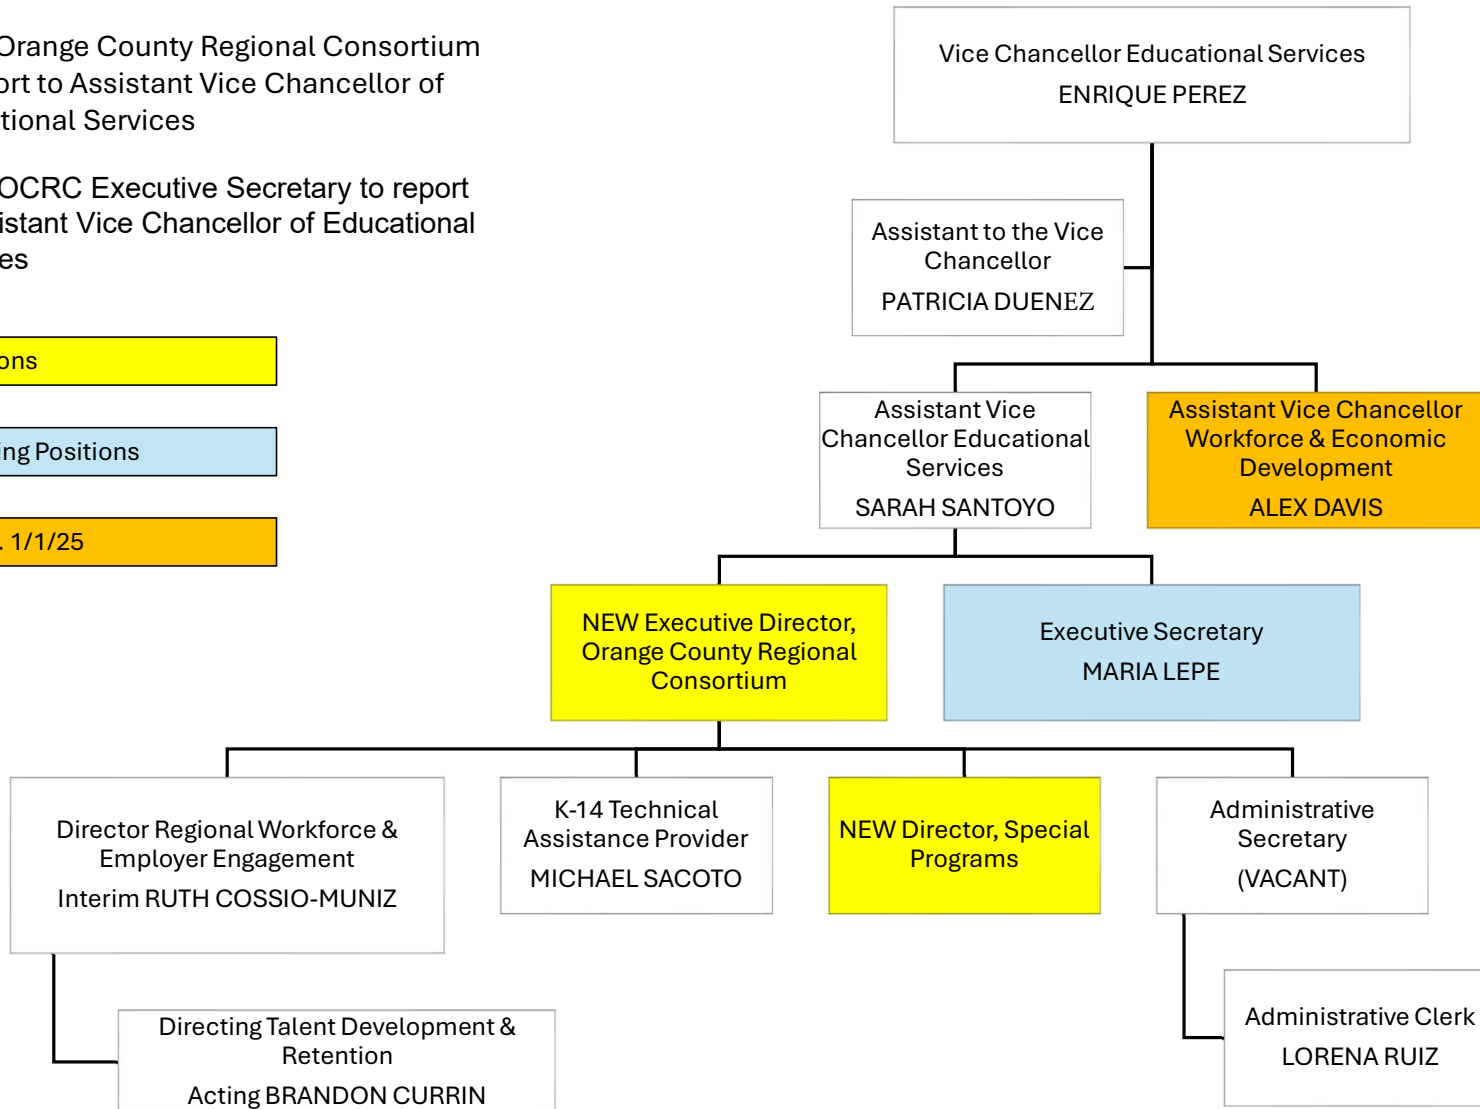 Orange County Regional Consortium
ort to Assistant Vice Chancellor of
tional Services
OCRC Executive Secretary to report
istant Vice Chancellor of Educational
es
ons
ing Positions
. 1/1/25
Vice Chancellor Educational Services
ENRIQUE PEREZ
Assistant to the Vice
Chancellor
PATRICIA DUENEZ
Assistant Vice
Chancellor Educational
Services
SARAH SANTOYO
Assistant Vice Chancellor
Workforce & Economic
Development
ALEX DAVIS
NEW Executive Director,
Orange County Regional
Consortium
Executive Secretary
MARIA LEPE
Director Regional Workforce &
Employer Engagement
Interim RUTH COSSIO-MUNIZ
K-14 Technical
Assistance Provider
MICHAEL SACOTO
NEW Director, Special
Programs
Administrative
Secretary
(VACANT)
Directing Talent Development &
Retention
Acting BRANDON CURRIN
Administrative Clerk
LORENA RUIZ